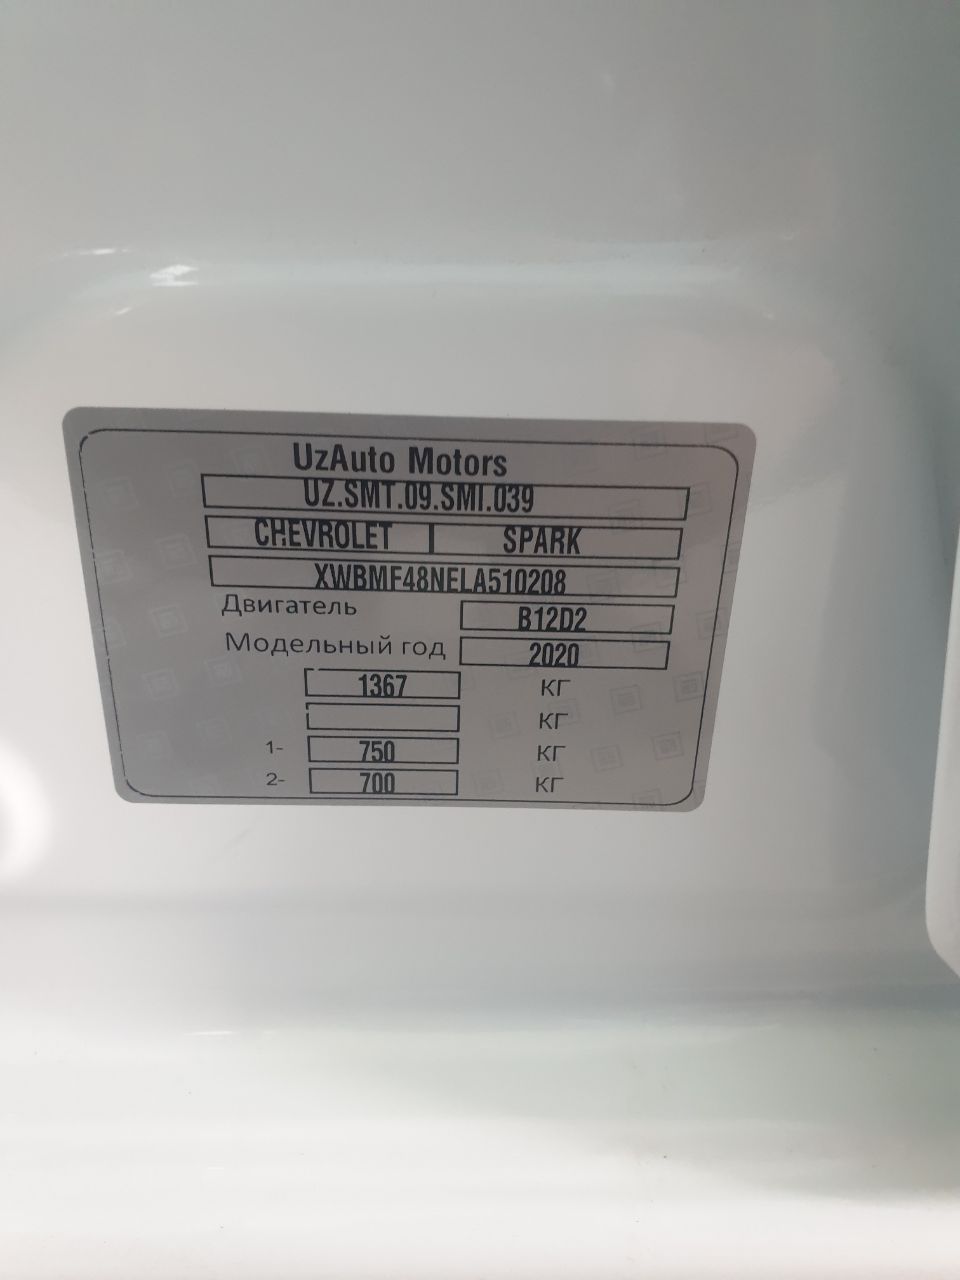 UzAuto Motors
UZ.SMT.09.SMI.039
CHEVROLET SPARK
XWBMF48NELA510208
Двигатель B12D2
Модельный год 2020
1367 КГ
КГ
1- 750 КГ
2- 700 КГ